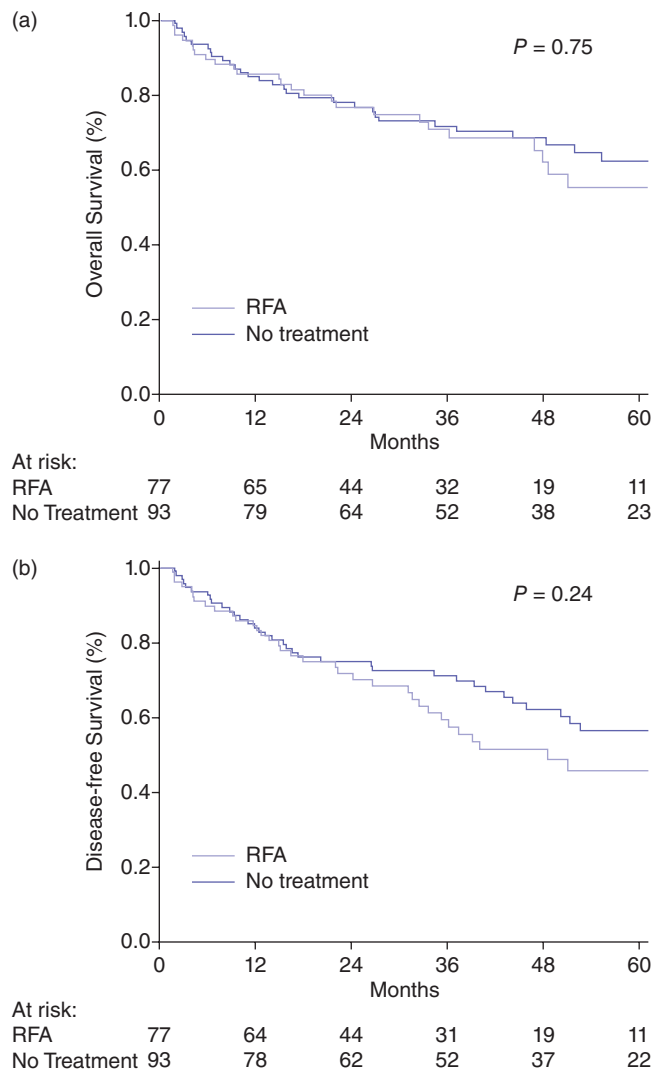 (a)
1.0
P = 0.75
0.8
0.6
0.4
0.2
0.0
Overall Survival (%)
RFA
No treatment
0 12 24 36 48 60
Months
At risk:
RFA 77 65 44 32 19 11
No Treatment 93 79 64 52 38 23
(b)
1.0
P = 0.24
0.8
0.6
0.4
0.2
0.0
Disease-free Survival (%)
RFA
No treatment
0 12 24 36 48 60
Months
At risk:
RFA 77 64 44 31 19 11
No Treatment 93 78 62 52 37 22